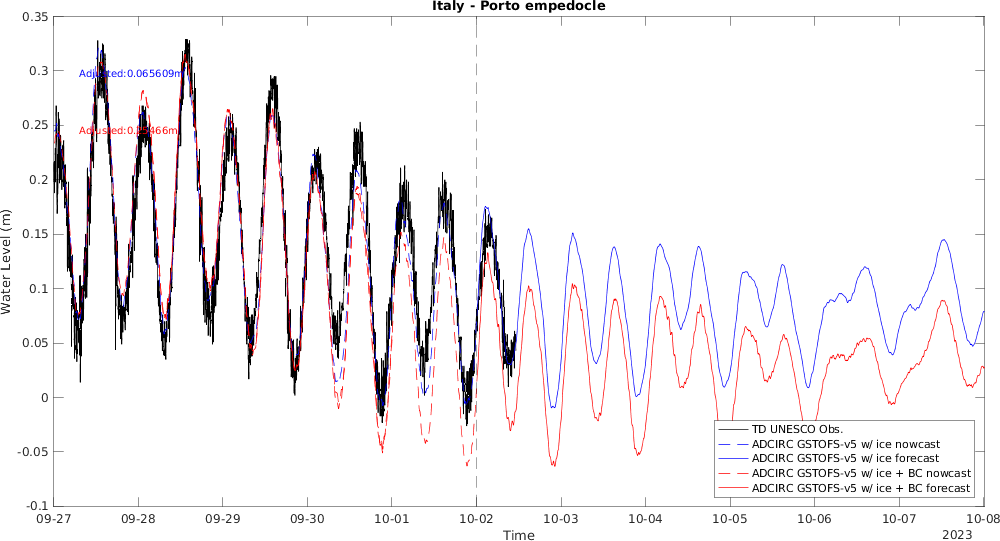 Italy - Porto empedocle
0.35
0.3
0.25
0.2
0.15
0.1
0.05
0
-0.05
-0.1
Water Level (m)
Adjusted:0.065609m
TD UNESCO Obs.
ADCIRC GSTOFS-v5 w/ ice nowcast
ADCIRC GSTOFS-v5 w/ ice forecast
ADCIRC GSTOFS-v5 w/ ice + BC nowcast
ADCIRC GSTOFS-v5 w/ ice + BC forecast
09-27 09-28 09-29 09-30 10-01 10-02 10-03 10-04 10-05 10-06 10-07 10-08
Time
2023